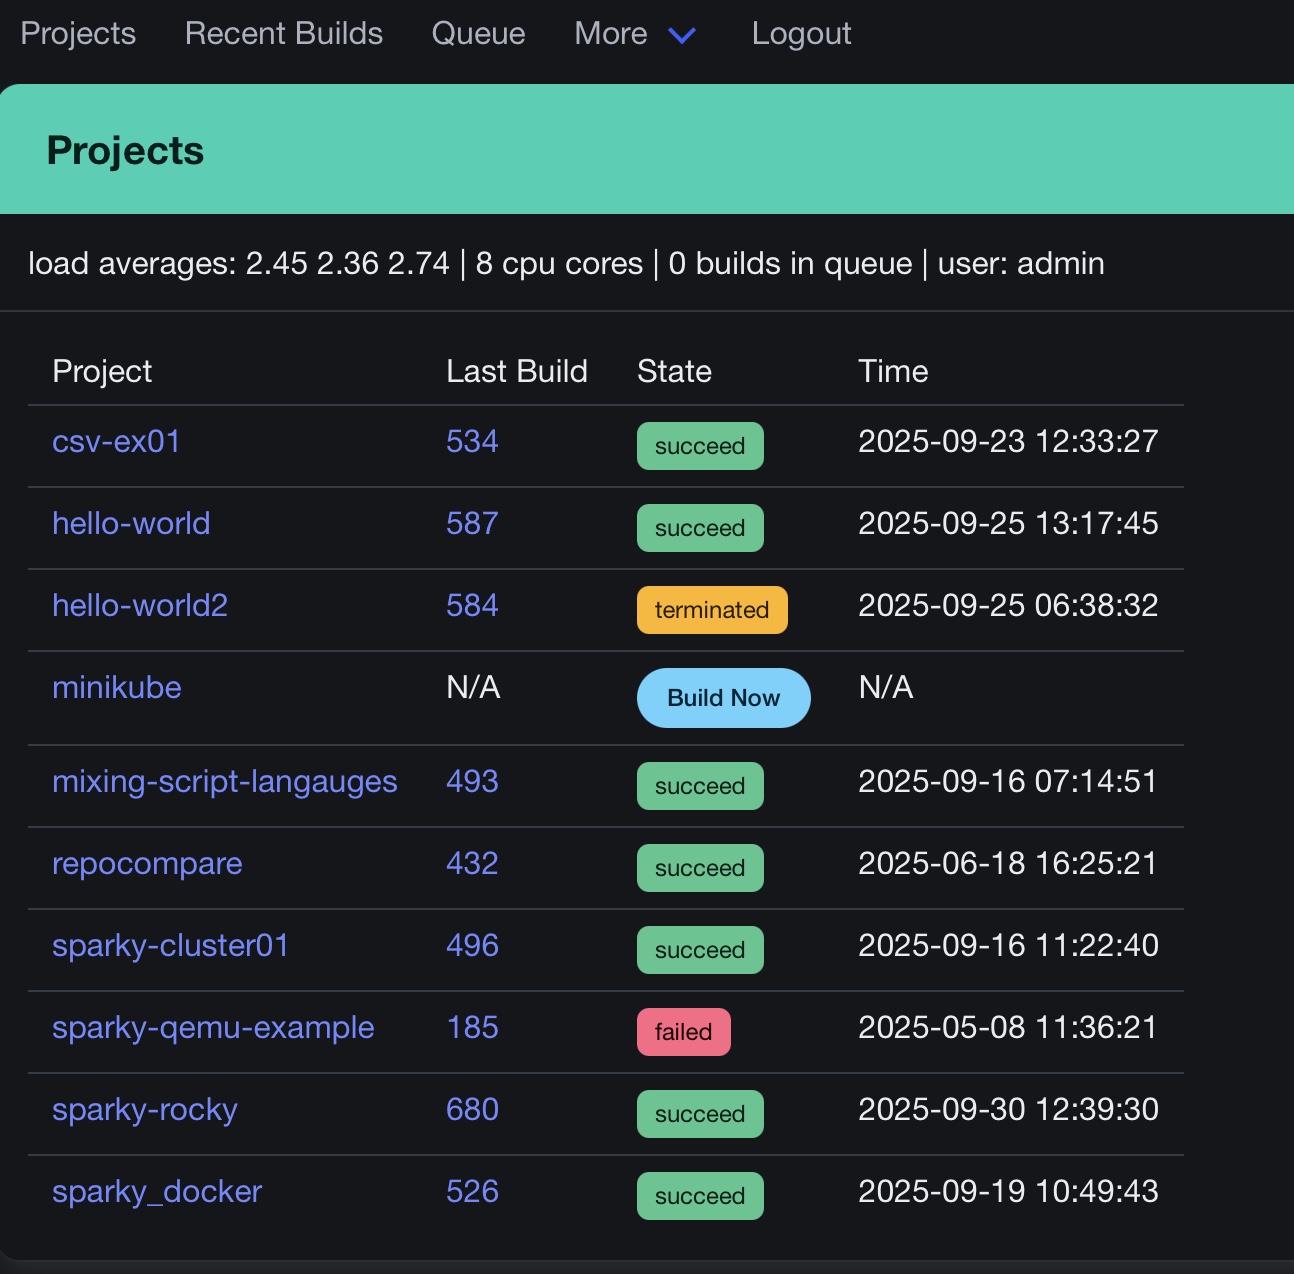 Projects Recent Builds Queue More Logout
Projects
load averages: 2.45 2.36 2.74 | 8 cpu cores | 0 builds in queue | user: admin
Project Last Build State Time
csv-ex01 534 succeed 2025-09-23 12:33:27
hello-world 587 succeed 2025-09-25 13:17:45
hello-world2 584 terminated 2025-09-25 06:38:32
minikube N/A Build Now N/A
mixing-script-langauges 493 succeed 2025-09-16 07:14:51
repocompare 432 succeed 2025-06-18 16:25:21
sparky-cluster01 496 succeed 2025-09-16 11:22:40
sparky-qemu-example 185 failed 2025-05-08 11:36:21
sparky-rocky 680 succeed 2025-09-30 12:39:30
sparky_docker 526 succeed 2025-09-19 10:49:43